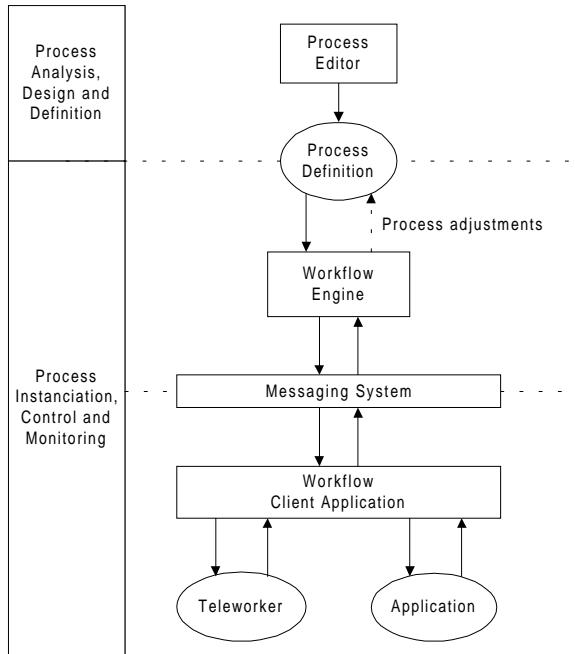 Process
Analysis,
Design and
Definition
Process
Editor
Process
Definition
Process adjustments
Workflow
Engine
Process
Instanciation,
Control and
Monitoring
Messaging System
Workflow
Client Application
Teleworker
Application